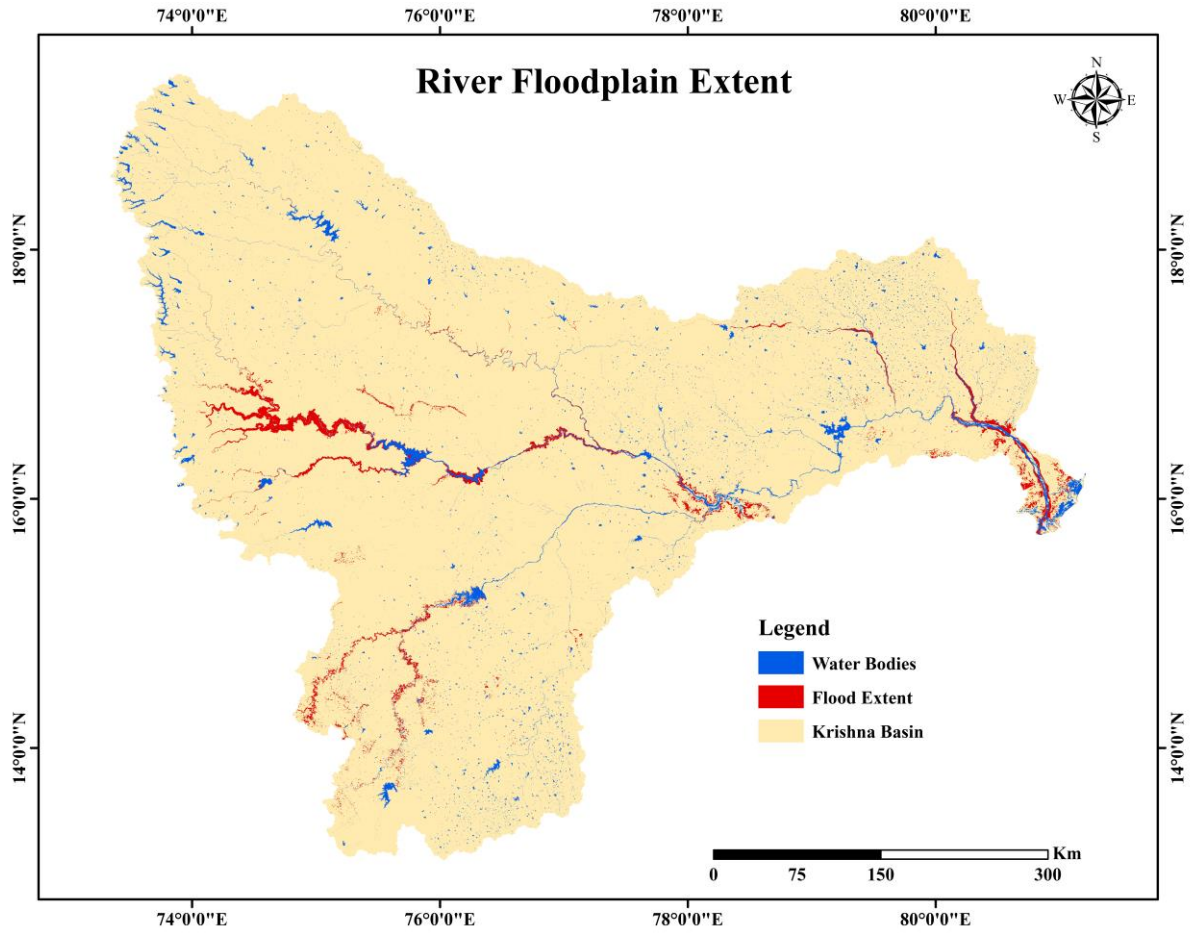 74°0'0"E 76°0'0"E 78°0'0"E 80°0'0"E
River Floodplain Extent
N
W E
S
18°0'0"N 18°0'0"N
16°0'0"N 16°0'0"N
14°0'0"N 14°0'0"N
Legend
Water Bodies
Flood Extent
Krishna Basin
Km
0 75 150 300
74°0'0"E 76°0'0"E 78°0'0"E 80°0'0"E